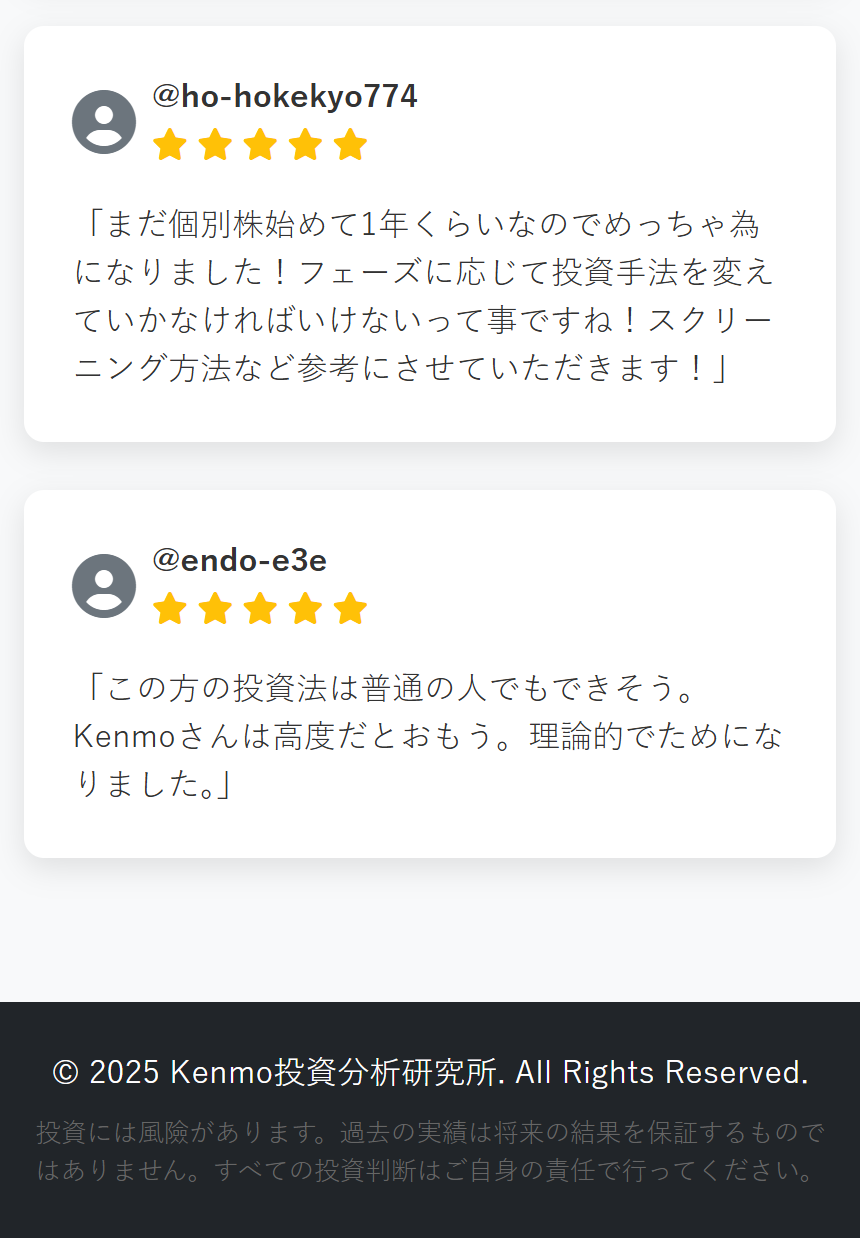 @ho-hokekyo774
「まだ個別株始めて1年くらいなのでめっちゃ為
になりました！フェーズに応じて投資手法を変え
ていかなければいけないって事ですね！スクリー
ニング方法など参考にさせていただきます！」
@endo-e3e
「この方の投資法は普通の人でもできそう。
Kenmoさんは高度だとおもう。理論的でためにな
りました。」
© 2025 Kenmo投資分析研究所. All Rights Reserved.
投資には風險があります。過去の実績は将来の結果を保証するもので
はありません。すべての投資判断はご自身の責任で行ってください。